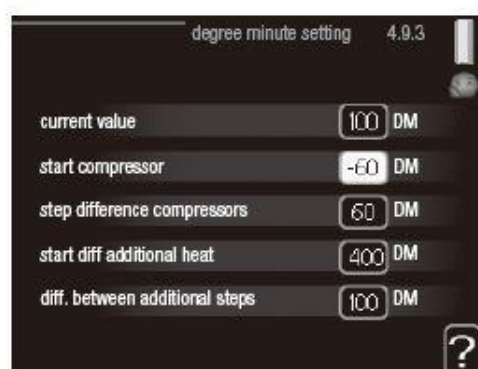 degree minute setting 4.9.3
current value 100 DM
start compressor -60 DM
step difference compressors 60 DM
start diff additional heat 400 DM
diff. between additional steps 100 DM
?